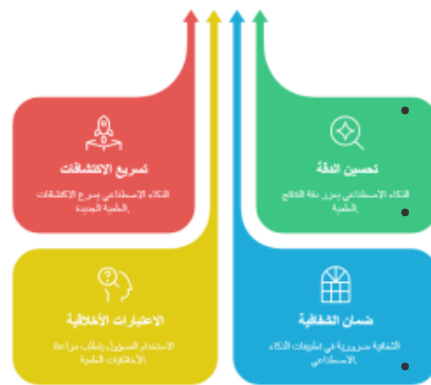 تحسين الدقة
الذكاء الاصطناعي يعزز دقة النتائج
العلمية.
تسريع الاكتشافات
الذكاء الاصطناعي يسرع الاكتشافات
العلمية الجديدة.
ضمان الشفافية
الشفافية ضرورية في تطبيقات الذكاء
الاصطناعي.
الاعتبارات الأخلاقية
الاستخدام المسؤول يتطلب مراعاة
الأخلاقيات العلمية.